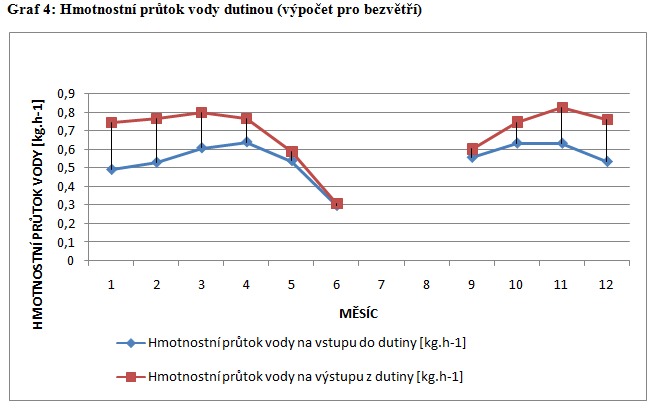 Graf 4: Hmotnostní průtok vody dutinou (výpočet pro bezvětří)
HMOTNOSTNÍ PRŮTOK VODY [kg.h-1]
0,9
0,8
0,7
0,6
0,5
0,4
0,3
0,2
0,1
0
1 2 3 4 5 6 7 8 9 10 11 12
MĚSÍC
Hmotnostní průtok vody na vstupu do dutiny [kg.h-1]
Hmotnostní průtok vody na výstupu z dutiny [kg.h-1]